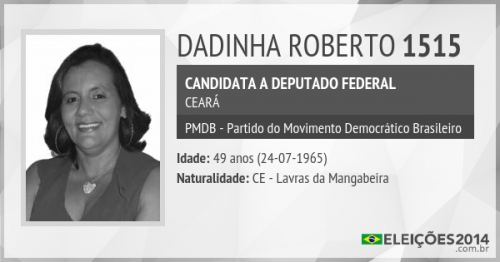 DADINHA ROBERTO 1515
CANDIDATA A DEPUTADO FEDERAL
CEARÁ
PMDB - Partido do Movimento Democrático Brasileiro
Idade: 49 anos (24-07-1965)
Naturalidade: CE - Lavras da Mangabeira
ELEIÇÕES2014
.com.br